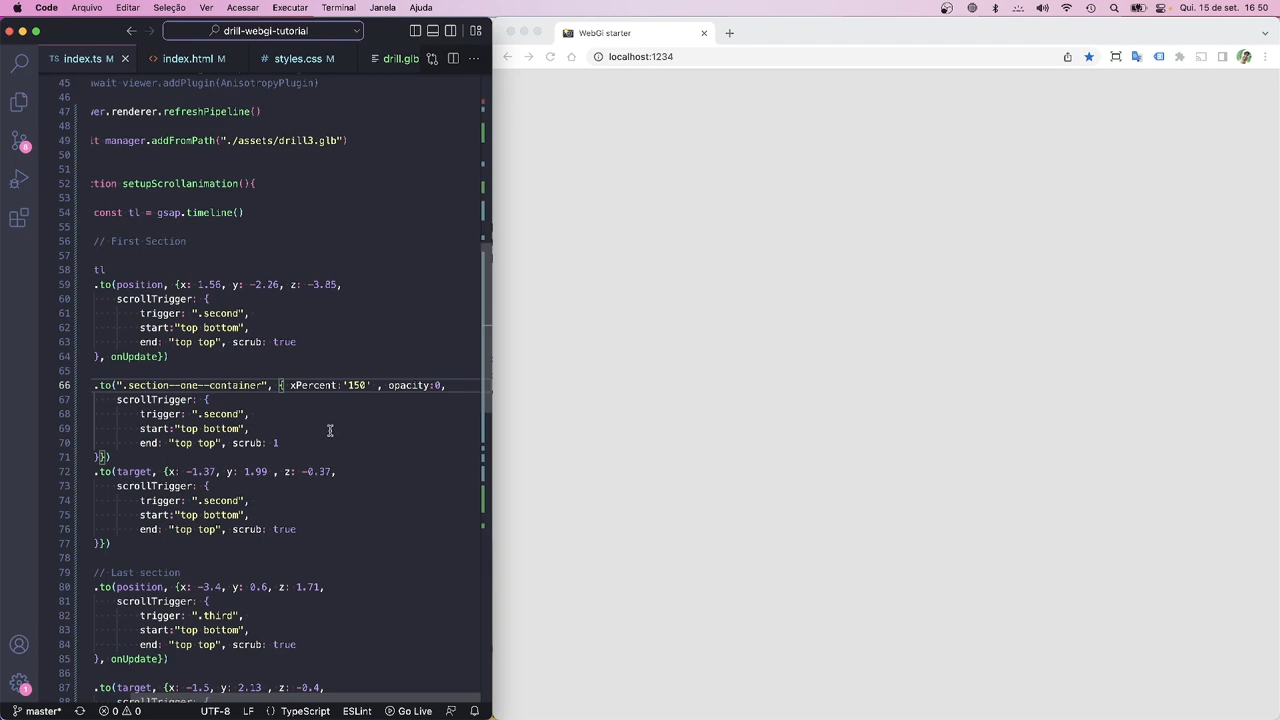 Code Arquivo Editar Seleção Ver Acesso Executar Terminal Janela Ajuda
Qui. 15 de set. 16 50
drill-webgi-tutorial
WebGi starter
TS index.ts M
<> index.html M
# styles.css M
drill.glb
localhost:1234
45 await viewer.addPlugin(AnisotropyPlugin)
46
47 wer.renderer.refreshPipeline()
48
49 it manager.addFromPath("./assets/drill3.glb")
50
51
52 ction setupScrollanimation(){
53
54 const tl = gsap.timeline()
55
56 // First Section
57
58 tl
59 .to(position, {x: 1.56, y: -2.26, z: -3.85,
60 scrollTrigger: {
61 trigger: ".second",
62 start:"top bottom",
63 end: "top top", scrub: true
64 }, onUpdate})
65
66 .to(".section--one--container", { xPercent:'150' , opacity:0,
67 scrollTrigger: {
68 trigger: ".second",
69 start:"top bottom",
70 end: "top top", scrub: 1
71 }})
72 .to(target, {x: -1.37, y: 1.99 , z: -0.37,
73 scrollTrigger: {
74 trigger: ".second",
75 start:"top bottom",
76 end: "top top", scrub: true
77 }})
78
79 // Last section
80 .to(position, {x: -3.4, y: 0.6, z: 1.71,
81 scrollTrigger: {
82 trigger: ".third",
83 start:"top bottom",
84 end: "top top", scrub: true
85 }, onUpdate})
86
87 .to(target, {x: -1.5, y: 2.13 , z: -0.4,
88 scrollTrigger: {
8
1
master* 0 0 UTF-8 LF {} TypeScript ESLint Go Live